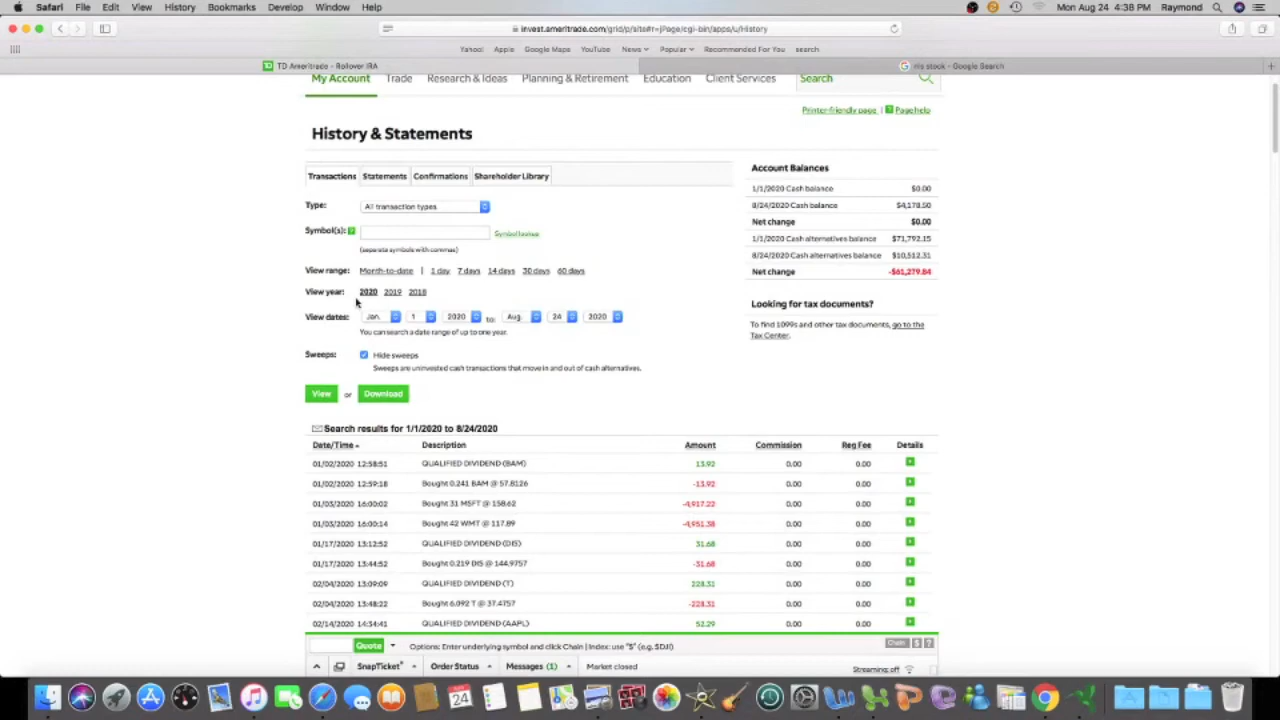 Safari File Edit View History Bookmarks Develop Window Help Mon Aug 24 4:38 PM Raymond
invest.ameritrade.com/grid/p/site#r=jPage/cgi-bin/apps/u/History
Yahoo! Apple Google Maps YouTube News Popular Recommended For You search
TD Ameritrade - Rollover IRA
stock - Google Search
My Account Trade Research & Ideas Planning & Retirement Education Client Services Search
Printer-friendly page | ? Page help
History & Statements
Transactions Statements Confirmations Shareholder Library
Type: All transaction types
Symbol(s): ? Symbol lookup
(separate symbols with commas)
View range: Month-to-date | 1 day 7 days 14 days 30 days 60 days
View year: 2020 2019 2018
View dates: Jan. 1 2020 to: Aug. 24 2020
You can search a date range of up to one year.
Sweeps: Hide sweeps
Sweeps are uninvested cash transactions that move in and out of cash alternatives.
View or Download
Account Balances
1/1/2020 Cash balance $0.00
8/24/2020 Cash balance $4,178.50
Net change $0.00
1/1/2020 Cash alternatives balance $71,792.15
8/24/2020 Cash alternatives balance $10,512.31
Net change -$61,279.84
Looking for tax documents?
To find 1099s and other tax documents, go to the
Tax Center.
Search results for 1/1/2020 to 8/24/2020
Date/Time Description Amount Commission Reg Fee Details
01/02/2020 12:58:51 QUALIFIED DIVIDEND (BAM) 13.92 0.00 0.00
01/02/2020 12:59:18 Bought 0.241 BAM @ 57.8126 -13.92 0.00 0.00
01/03/2020 16:00:02 Bought 31 MSFT @ 158.62 -4,917.22 0.00 0.00
01/03/2020 16:00:14 Bought 42 WMT @ 117.89 -4,951.38 0.00 0.00
01/17/2020 13:12:52 QUALIFIED DIVIDEND (DIS) 31.68 0.00 0.00
01/17/2020 13:44:52 Bought 0.219 DIS @ 144.9757 -31.68 0.00 0.00
02/04/2020 13:09:09 QUALIFIED DIVIDEND (T) 228.31 0.00 0.00
02/04/2020 13:48:22 Bought 6.092 T @ 37.4757 -228.31 0.00 0.00
02/14/2020 14:34:41 QUALIFIED DIVIDEND (AAPL) 52.29 0.00 0.00
Quote Options: Enter underlying symbol and click Chain | Index: use "$" (e.g. $DJI) Chain $ ?
SnapTicket® Order Status Messages (1) Market closed Streaming: off
24